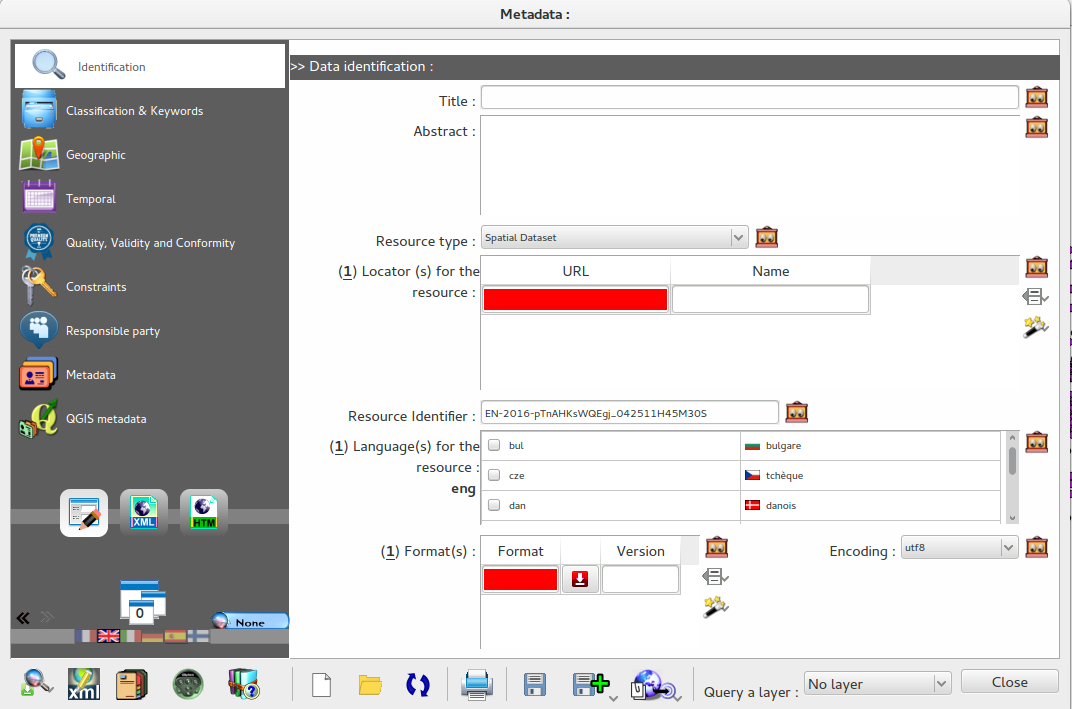 Metadata :
Identification
Classification & Keywords
Geographic
Temporal
Quality, Validity and Conformity
Constraints
Responsible party
Metadata
QGIS metadata
XML
HTM
0
None
>> Data identification :
Title :
Abstract :
Resource type :
Spatial Dataset
(1) Locator (s) for the
resource :
URL
Name
Resource Identifier :
EN-2016-pTnAHKsWQEgj_042511H45M30S
(1) Language(s) for the
resource :
eng
bul
bulgare
cze
tchèque
dan
danois
(1) Format(s) :
Format
Version
Encoding :
utf8
xml
Query a layer :
No layer
Close